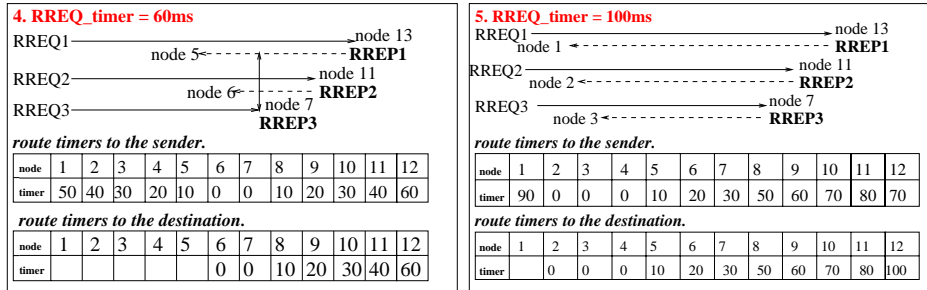 4. RREQ_timer = 60ms
RREQ1 node 13
node 5 RREP1
RREQ2 node 11
node 6 RREP2
RREQ3 node 7
RREP3
route timers to the sender.
node 1 2 3 4 5 6 7 8 9 10 11 12
timer 50 40 30 20 10 0 0 10 20 30 40 60
route timers to the destination.
node 1 2 3 4 5 6 7 8 9 10 11 12
timer 0 0 10 20 30 40 60
5. RREQ_timer = 100ms
RREQ1 node 13
node 1 RREP1
RREQ2 node 11
node 2 RREP2
RREQ3 node 7
node 3 RREP3
route timers to the sender.
node 1 2 3 4 5 6 7 8 9 10 11 12
timer 90 0 0 0 10 20 30 50 60 70 80 70
route timers to the destination.
node 1 2 3 4 5 6 7 8 9 10 11 12
timer 0 0 0 10 20 30 50 60 70 80 100